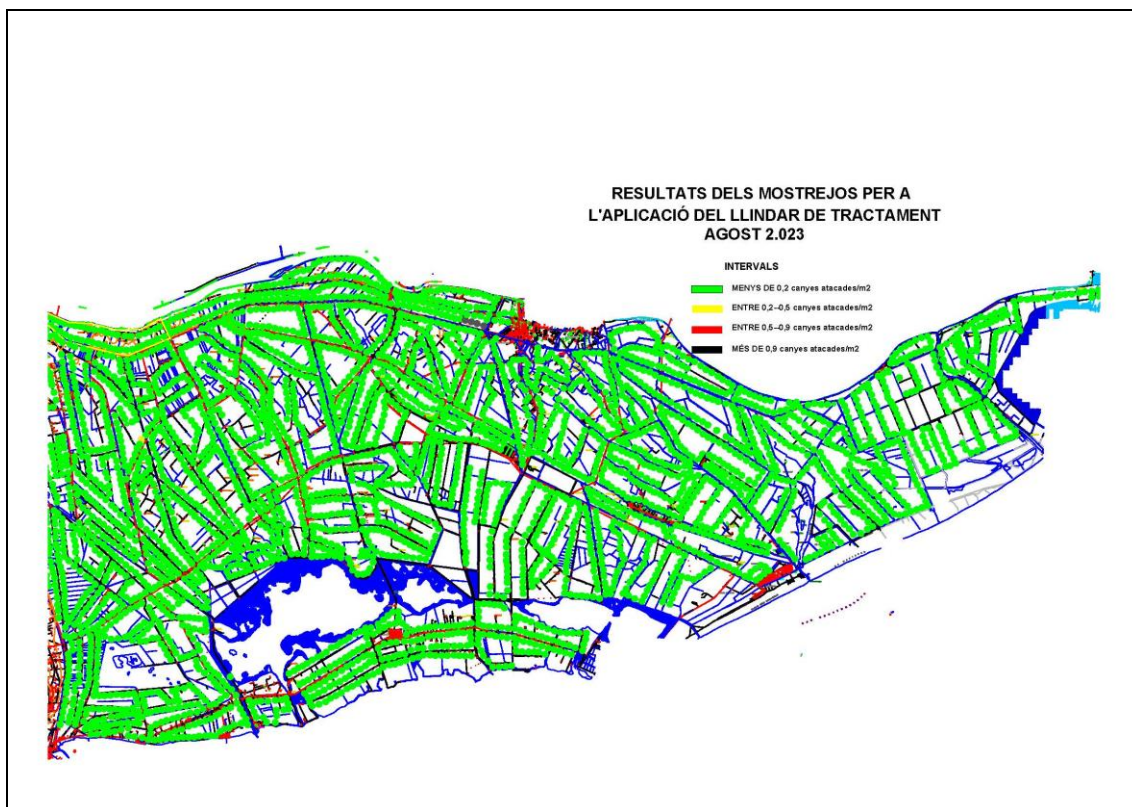 RESULTATS DELS MOSTREJOS PER A
L'APLICACIÓ DEL LLINDAR DE TRACTAMENT
AGOST 2.023
INTERVALS
MENYS DE 0,2 canyes atacades/m2
ENTRE 0,2-0,5 canyes atacades/m2
ENTRE 0,5-0,9 canyes atacades/m2
MÉS DE 0,9 canyes atacades/m2